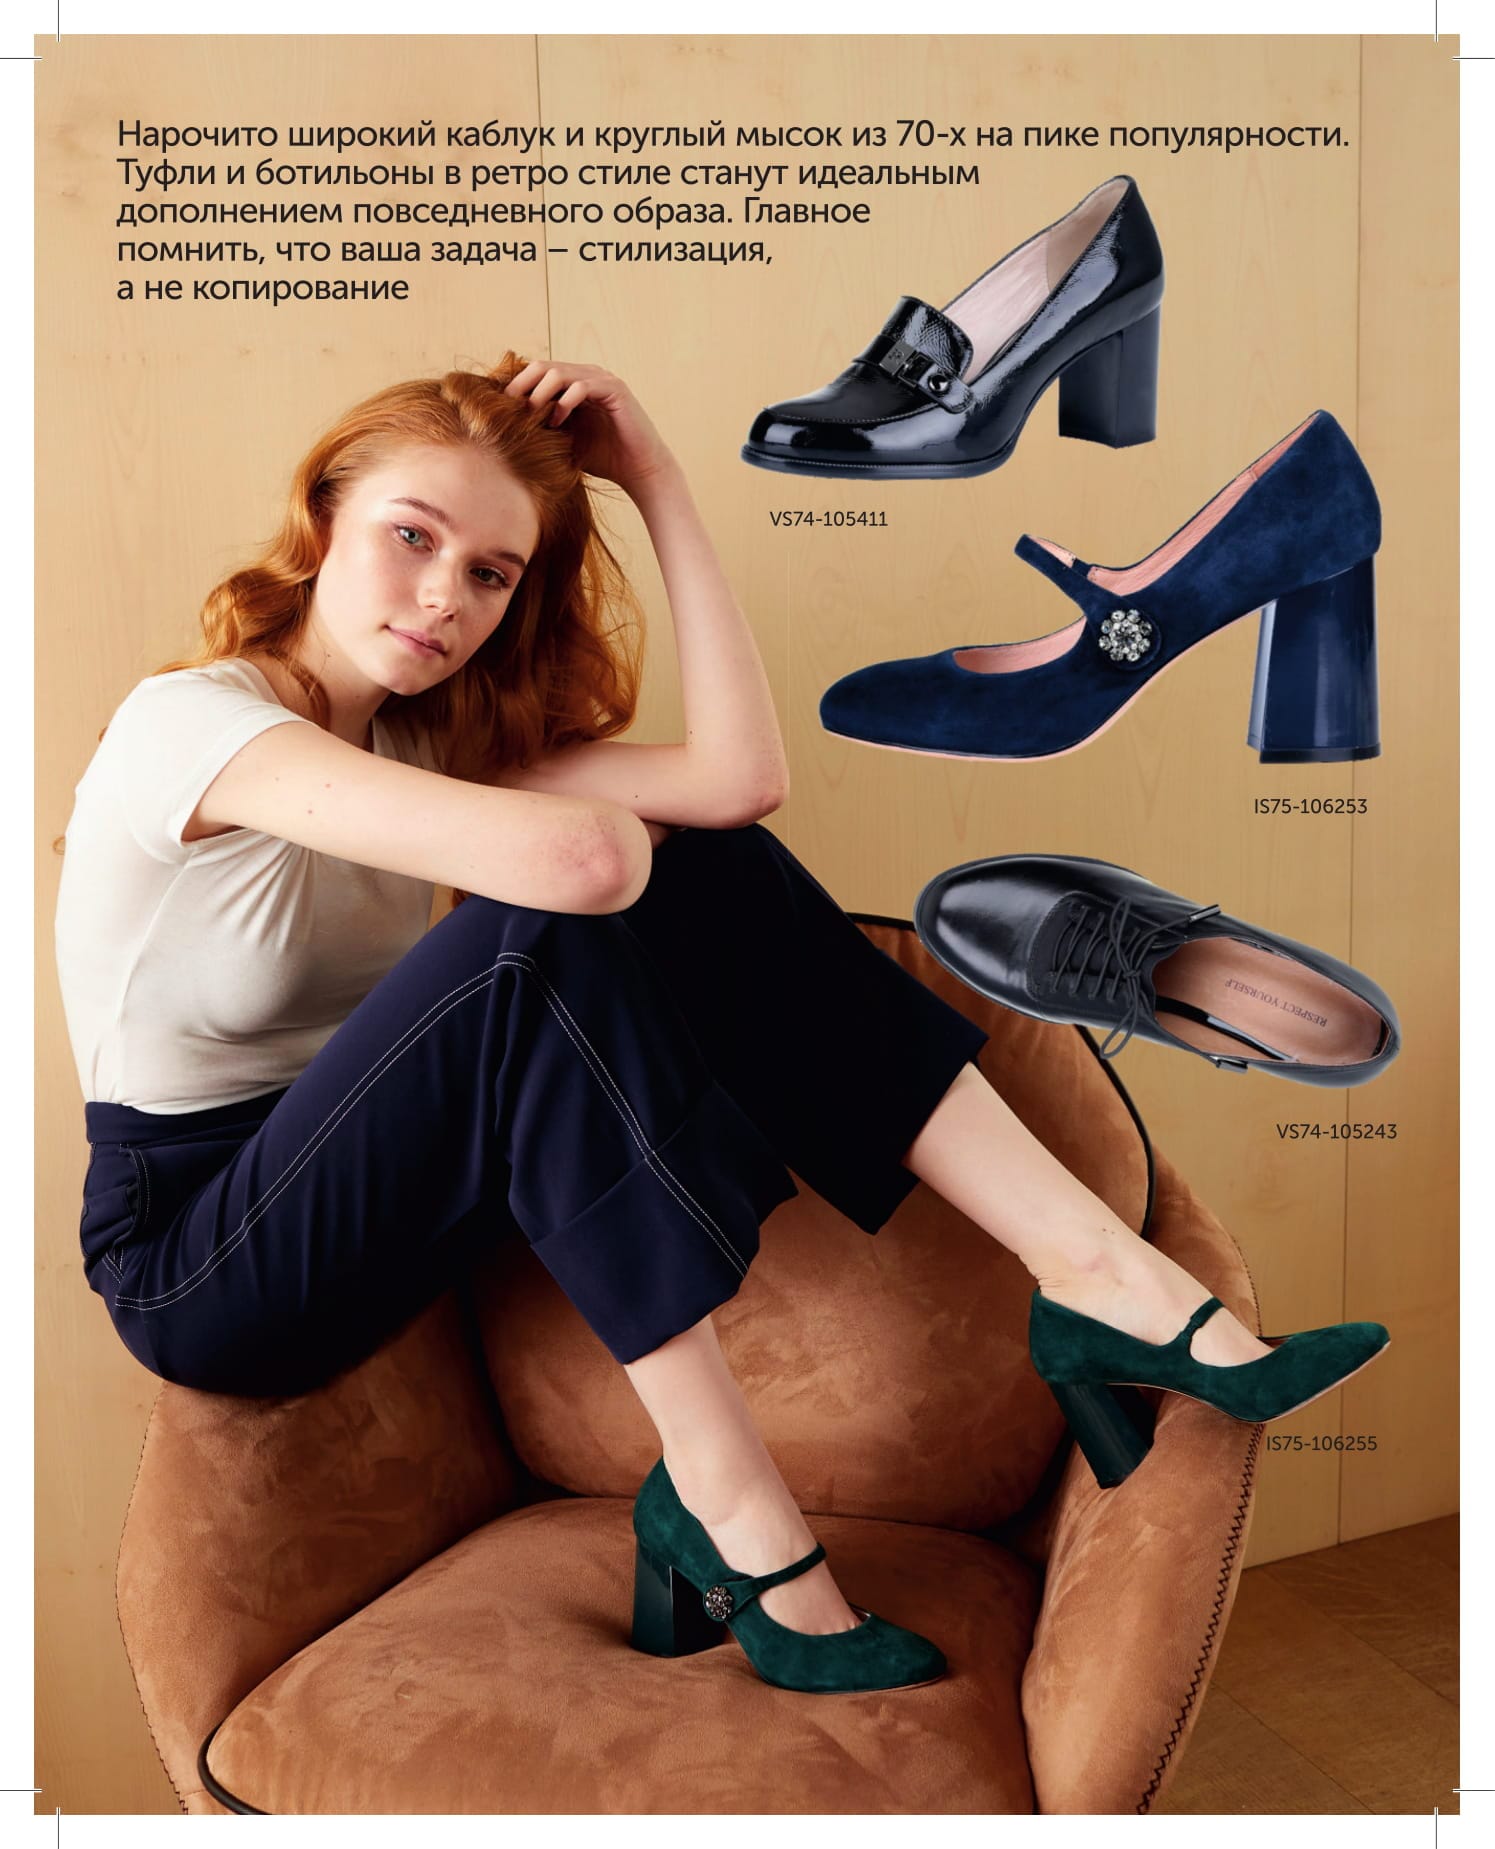 Нарочито широкий каблук и круглый мысок из 70-х на пике популярности.
Туфли и ботильоны в ретро стиле станут идеальным
дополнением повседневного образа. Главное
помнить, что ваша задача – стилизация,
а не копирование
VS74-105411
IS75-106253
RESPECT YOURSELF
VS74-105243
IS75-106255